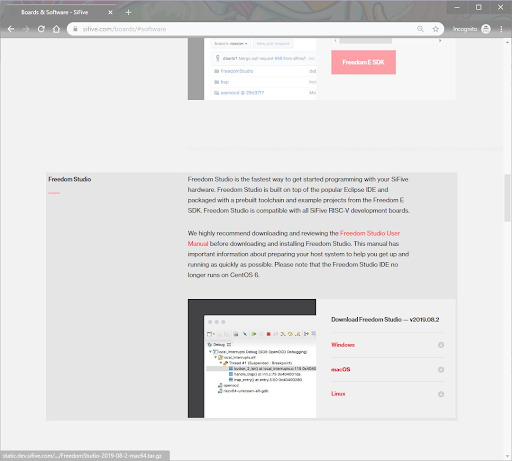 Boards & Software - SiFive
sifive.com/boards/#software
Incognito
Freedom E SDK
FreedomStudio
bsp
openocd @
Freedom Studio
Freedom Studio is the fastest way to get started programming with your SiFive
hardware. Freedom Studio is built on top of the popular Eclipse IDE and
packaged with a prebuilt toolchain and example projects from the Freedom E
SDK. Freedom Studio is compatible with all SiFive RISC-V development boards.
We highly recommend downloading and reviewing the Freedom Studio User
Manual before downloading and installing Freedom Studio. This manual has
important information about preparing your host system to help you get up and
running as quickly as possible. Please note that the Freedom Studio IDE no
longer runs on CentOS 6.
Debug
Download Freedom Studio — v2019.08.2
Windows
macOS
Linux
static.dev.sifive.com/.../FreedomStudio-2019-08-2-mac64.tar.gz